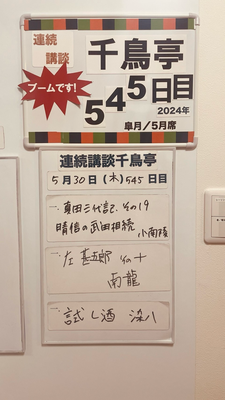 連続
講談
千鳥亭
ブームです!
545日目
2024年
皐月／5月席
連続講談千鳥亭
5月30日(木)545日目
一、真田三代記 その19
晴信の武田相続 小南陵
一、左甚五郎 その十
南龍
一、試し酒 染八